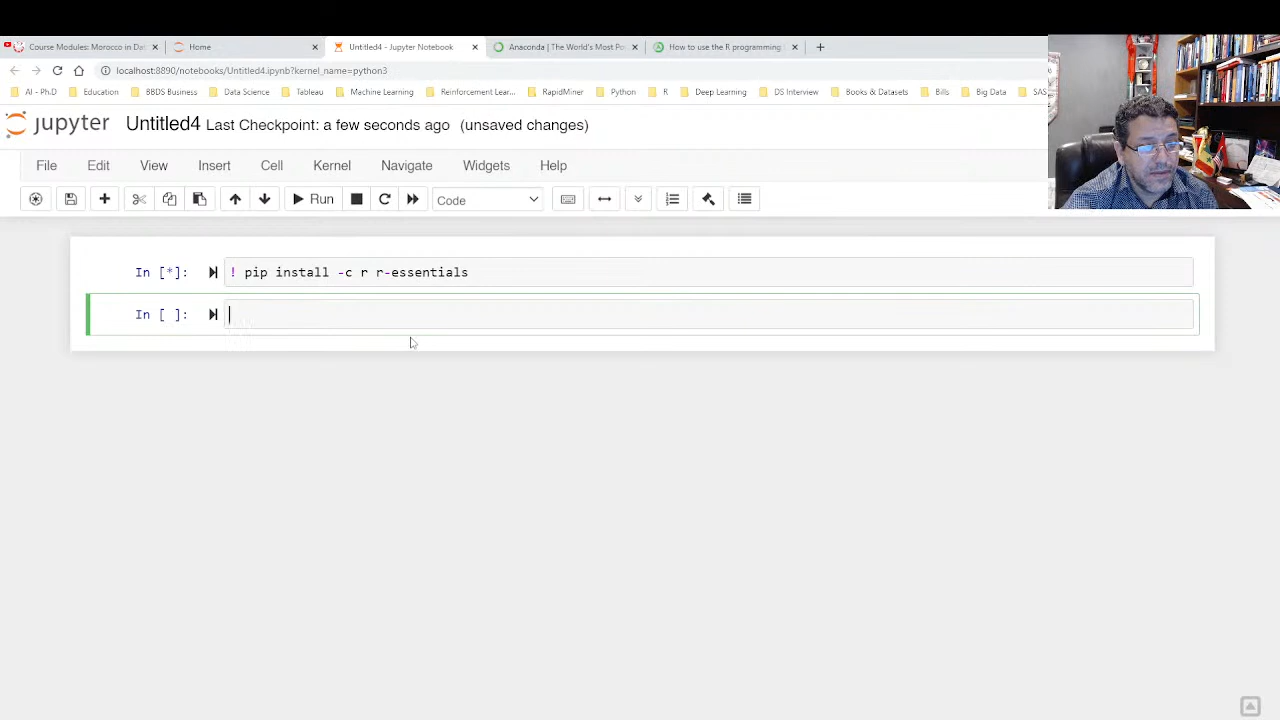 Course Modules: Morocco in Dat
Home
Untitled4 - Jupyter Notebook
Anaconda | The World's Most Po
How to use the R programming
localhost:8890/notebooks/Untitled4.ipynb?kernel_name=python3
AI - Ph.D
Education
BBDS Business
Data Science
Tableau
Machine Learning
Reinforcement Lear...
RapidMiner
Python
R
Deep Learning
DS Interview
Books & Datasets
Bills
Big Data
SAS
jupyter
Untitled4 Last Checkpoint: a few seconds ago (unsaved changes)
File
Edit
View
Insert
Cell
Kernel
Navigate
Widgets
Help
Run
Code
In [*]:
! pip install -c r r-essentials
In [ ]: